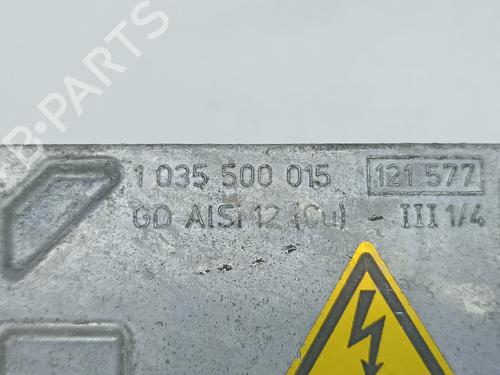 B-PARTS
1 035 500 015 121 577
GD AlSi 12 (Cu) - III 1/4